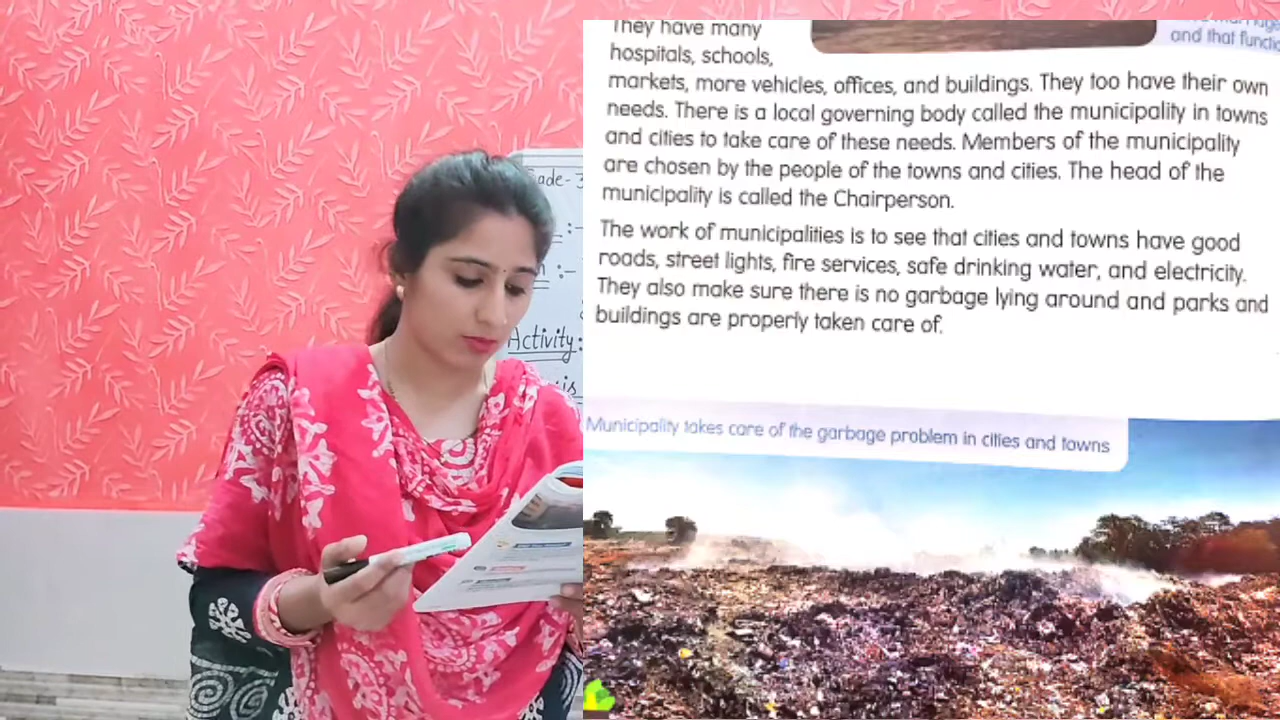 ade-3
Activity:
They have many
hospitals, schools,
markets, more vehicles, offices, and buildings. They too have their own
needs. There is a local governing body called the municipality in towns
and cities to take care of these needs. Members of the municipality
are chosen by the people of the towns and cities. The head of the
municipality is called the Chairperson.
The work of municipalities is to see that cities and towns have good
roads, street lights, fire services, safe drinking water, and electricity.
They also make sure there is no garbage lying around and parks and
buildings are properly taken care of.
and that functi
Municipality takes care of the garbage problem in cities and towns